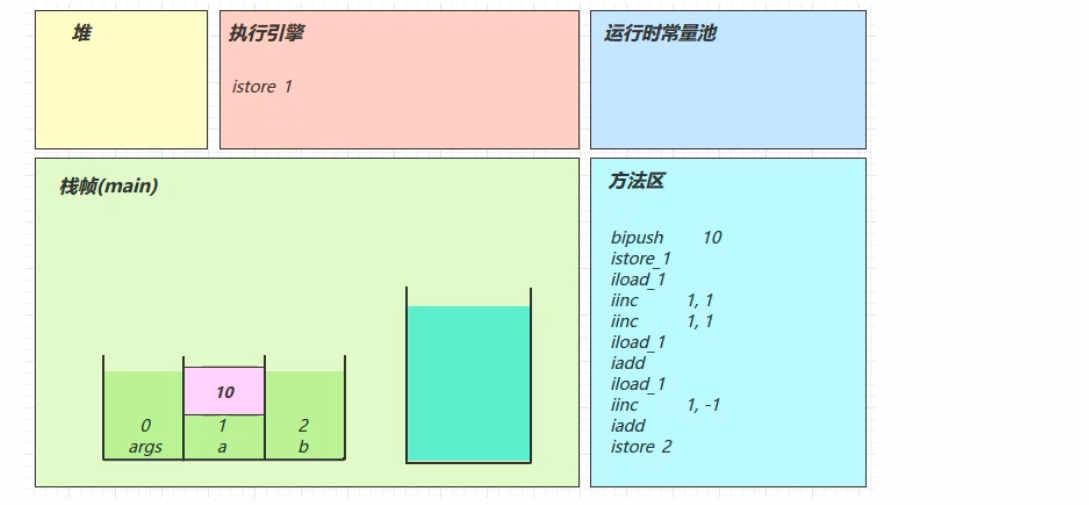 堆
执行引擎
istore 1
运行时常量池
栈帧(main)
10
0 1 2
args a b
方法区
bipush 10
istore_1
iload_1
iinc 1, 1
iinc 1, 1
iload_1
iadd
iload_1
iinc 1, -1
iadd
istore 2